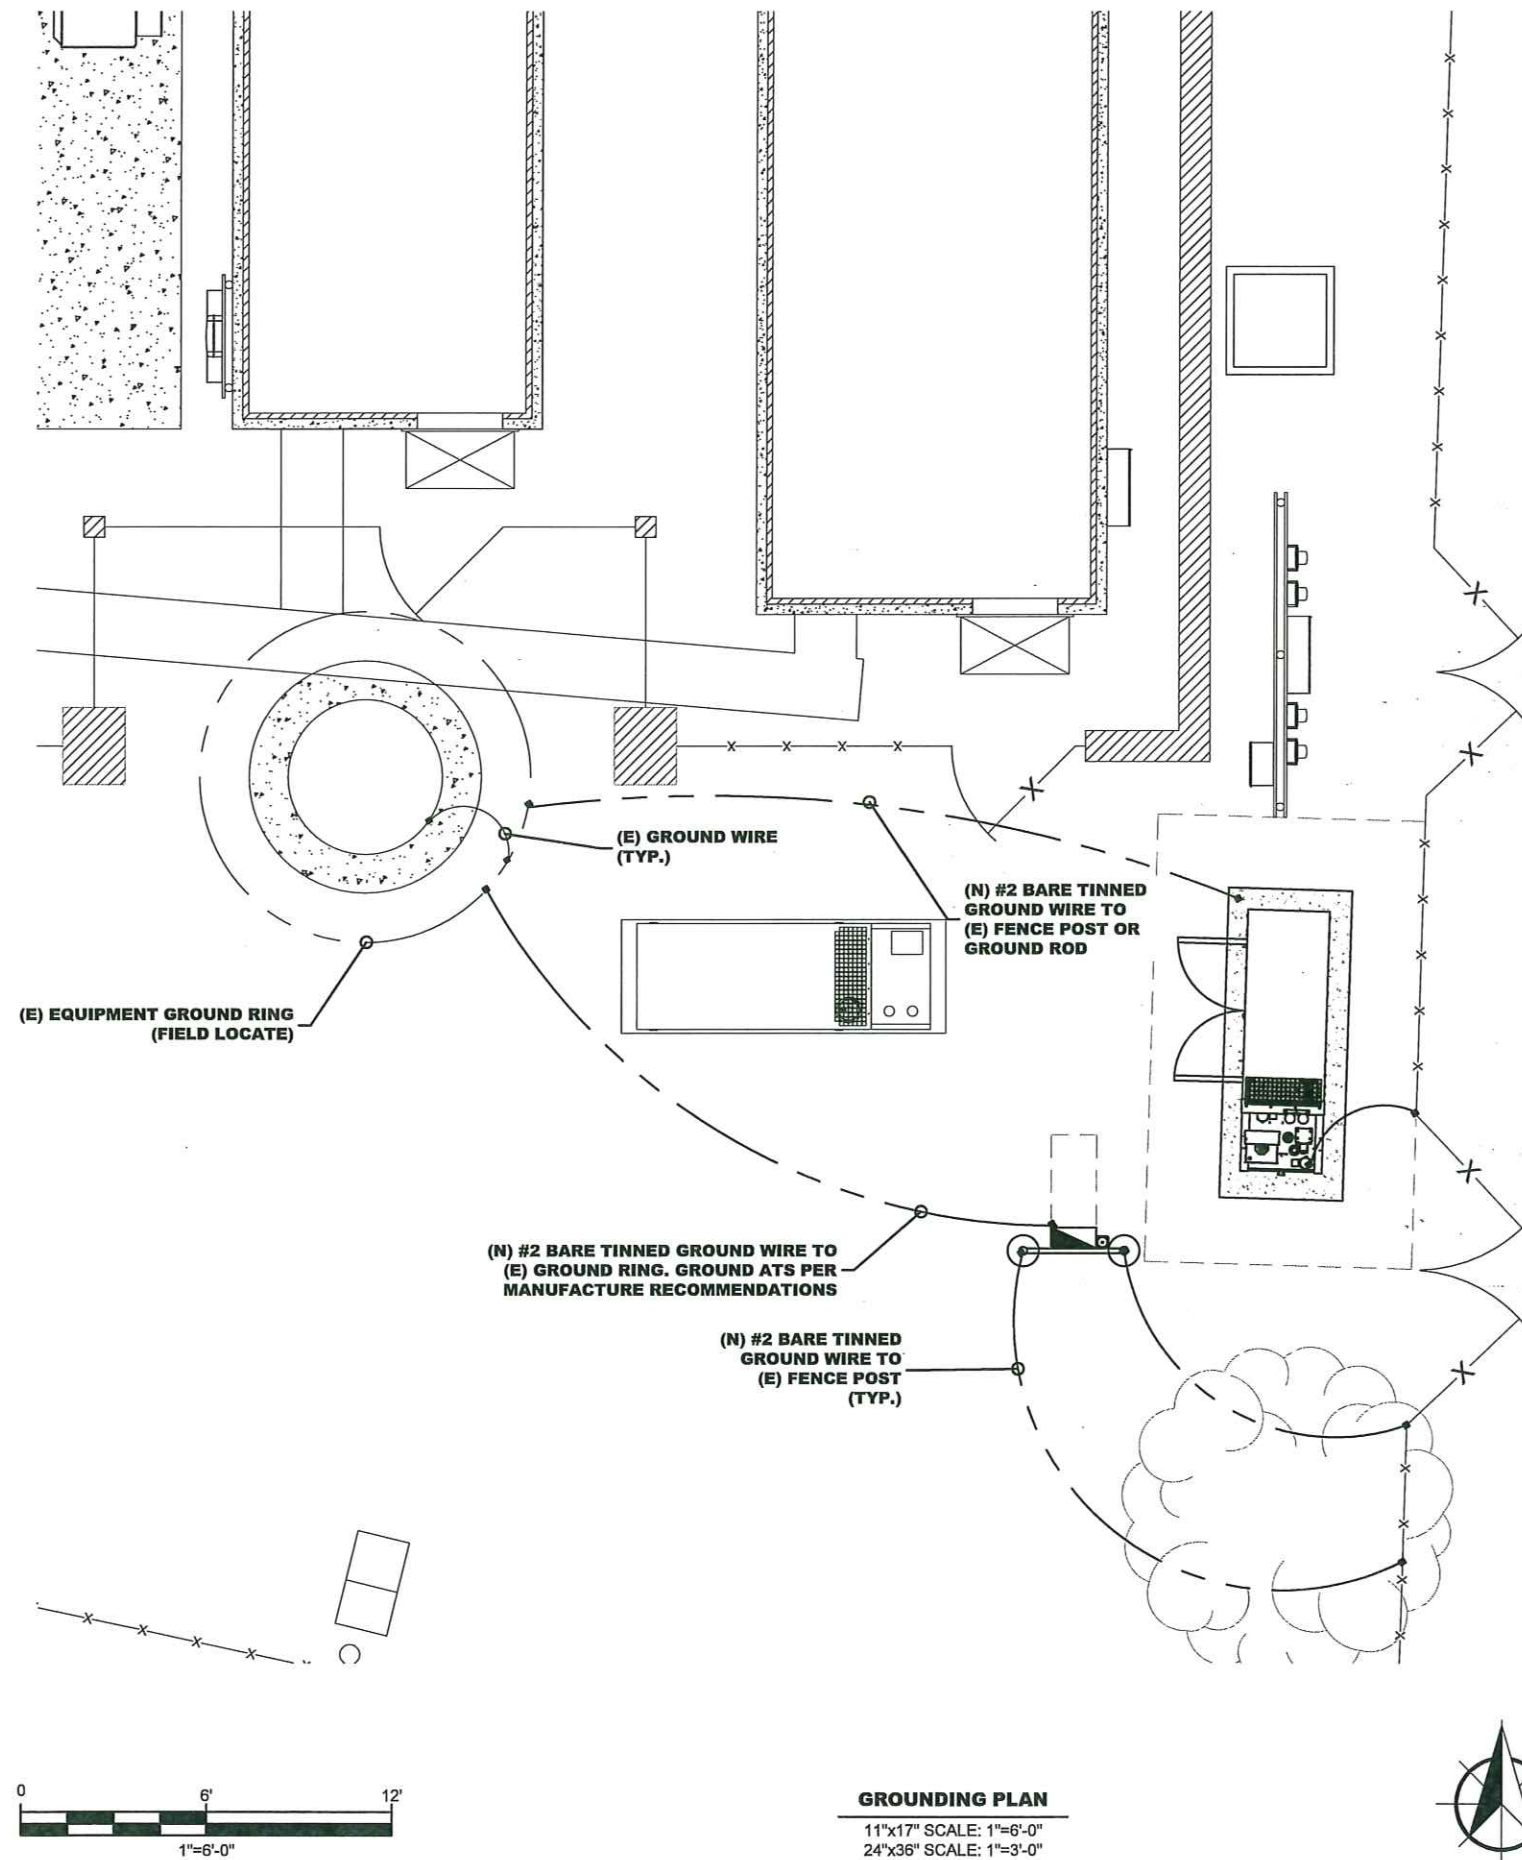 (E) GROUND WIRE
(TYP.)
(N) #2 BARE TINNED
GROUND WIRE TO
(E) FENCE POST OR
GROUND ROD
(E) EQUIPMENT GROUND RING
(FIELD LOCATE)
(N) #2 BARE TINNED GROUND WIRE TO
(E) GROUND RING. GROUND ATS PER
MANUFACTURE RECOMMENDATIONS
(N) #2 BARE TINNED
GROUND WIRE TO
(E) FENCE POST
(TYP.)
0 6' 12'
1"=6'-0"
GROUNDING PLAN
11"x17" SCALE: 1"=6'-0"
24"x36" SCALE: 1"=3'-0"